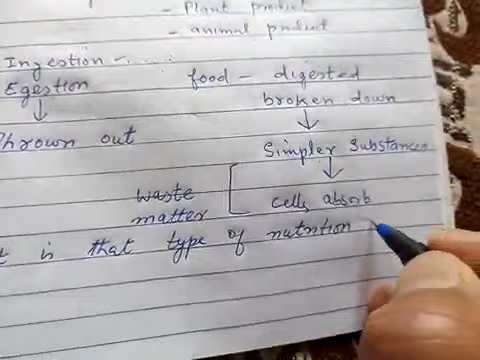 - Plant product
- animal product
Ingestion - . . . . :
Egestion
food - digested
broken down
↓
↓
Thrown out
Simpler Substances
↓
waste
matter
cells absorb
is that type of nutrition